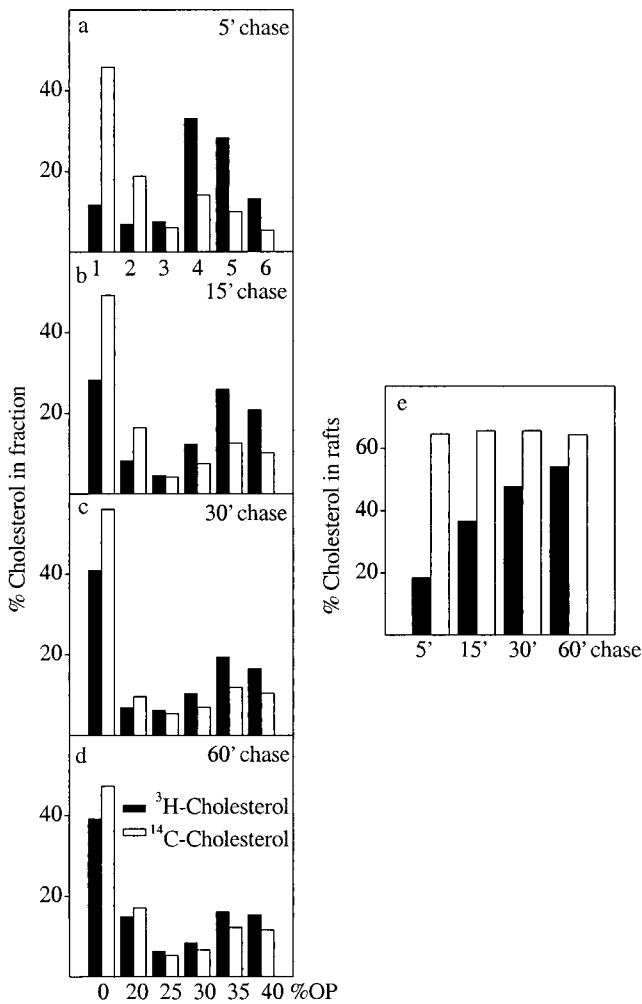 a
5’ chase
40
20
1 2 3 4 5 6
b
15’ chase
40
20
c
30’ chase
40
20
d
60’ chase
³H-Cholesterol
¹⁴C-Cholesterol
40
20
0 20 25 30 35 40 %OP
% Cholesterol in fraction
e
60
40
20
5’ 15’ 30’ 60’ chase
% Cholesterol in rafts